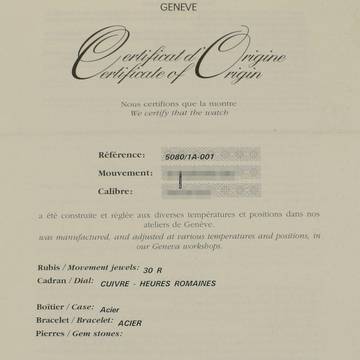 GENEVE
Certificat d'Origine
Certificate of Origin
Nous certifions que la montre
We certify that the watch
Référence: 5080/1A-001
Mouvement:
Calibre:
a été construite et réglée aux diverses températures et positions dans nos
ateliers de Genève.
was manufactured, and adjusted at various temperatures and positions, in
our Geneva workshops.
Rubis / Movement jewels: 30 R
Cadran / Dial: CUIVRE - HEURES ROMAINES
Boîtier / Case: Acier
Bracelet / Bracelet: ACIER
Pierres / Gem stones: